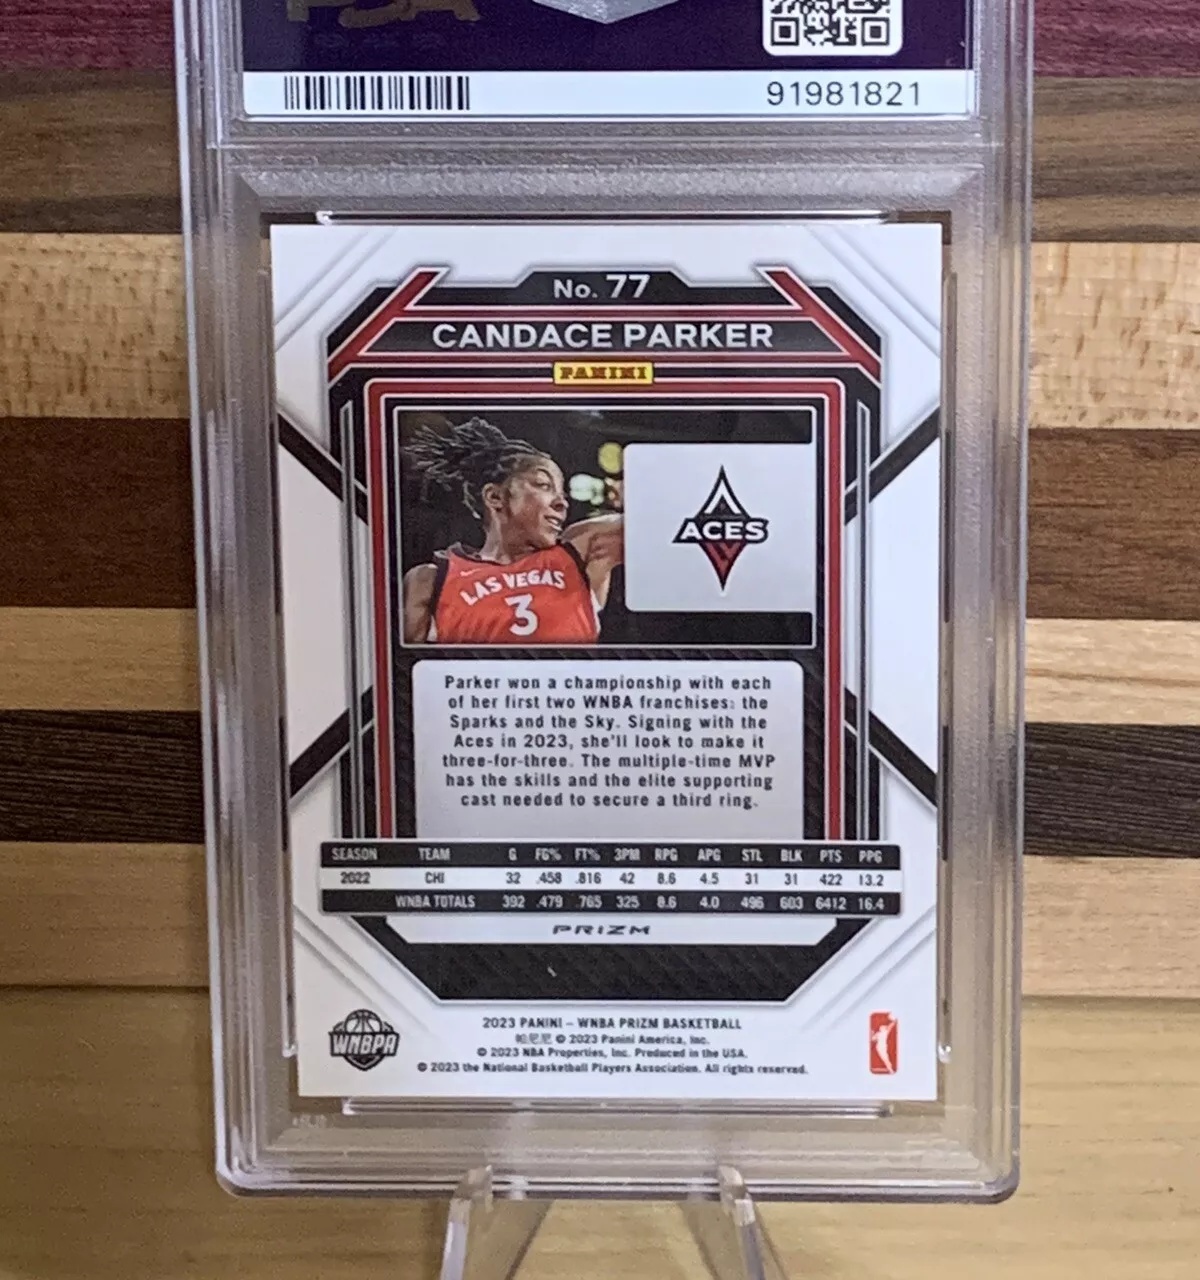 PSA
91981821
No. 77
CANDACE PARKER
PANINI
ACES
LAS VEGAS
3
Parker won a championship with each
of her first two WNBA franchises: the
Sparks and the Sky. Signing with the
Aces in 2023, she'll look to make it
three-for-three. The multiple-time MVP
has the skills and the elite supporting
cast needed to secure a third ring.
SEASON TEAM G FG% FT% 3PM RPG APG STL BLK PTS PPG
2022 CHI 32 .458 .816 42 8.6 4.5 31 31 422 13.2
WNBA TOTALS 392 .479 .765 325 8.6 4.0 496 603 6412 16.4
PRIZM
2023 PANINI – WNBA PRIZM BASKETBALL
帕尼尼 © 2023 Panini America, Inc.
© 2023 NBA Properties, Inc. Produced in the USA.
© 2023 the National Basketball Players Association. All rights reserved.
WNBPA